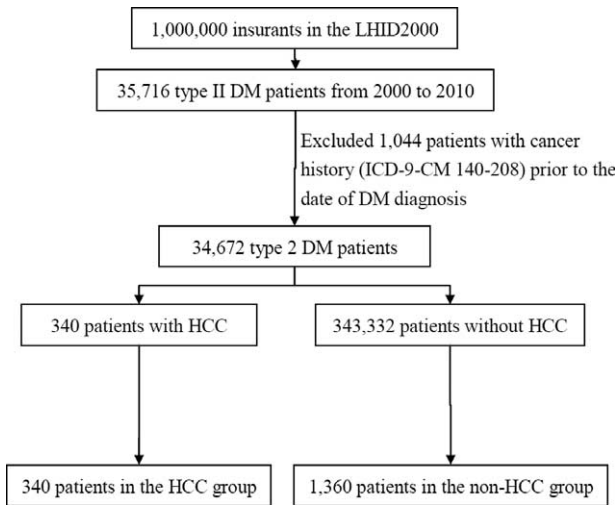 1,000,000 insurants in the LHID2000
35,716 type II DM patients from 2000 to 2010
Excluded 1,044 patients with cancer
history (ICD-9-CM 140-208) prior to the
date of DM diagnosis
34,672 type 2 DM patients
340 patients with HCC
343,332 patients without HCC
340 patients in the HCC group
1,360 patients in the non-HCC group